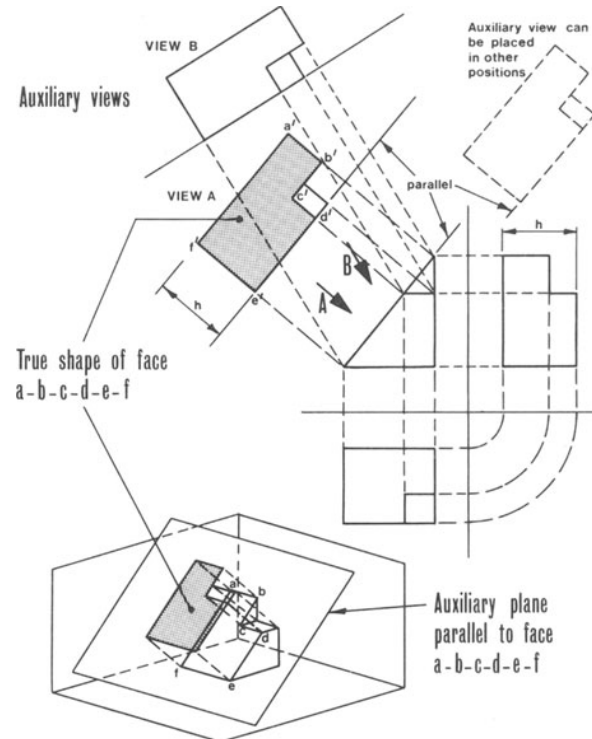 VIEW B
Auxiliary view can
be placed
in other
positions
Auxiliary views
a'
b'
VIEW A
c'
d'
parallel
f'
h
B
A
e'
h
True shape of face
a-b-c-d-e-f
a
b
c
d
f
e
Auxiliary plane
parallel to face
a-b-c-d-e-f